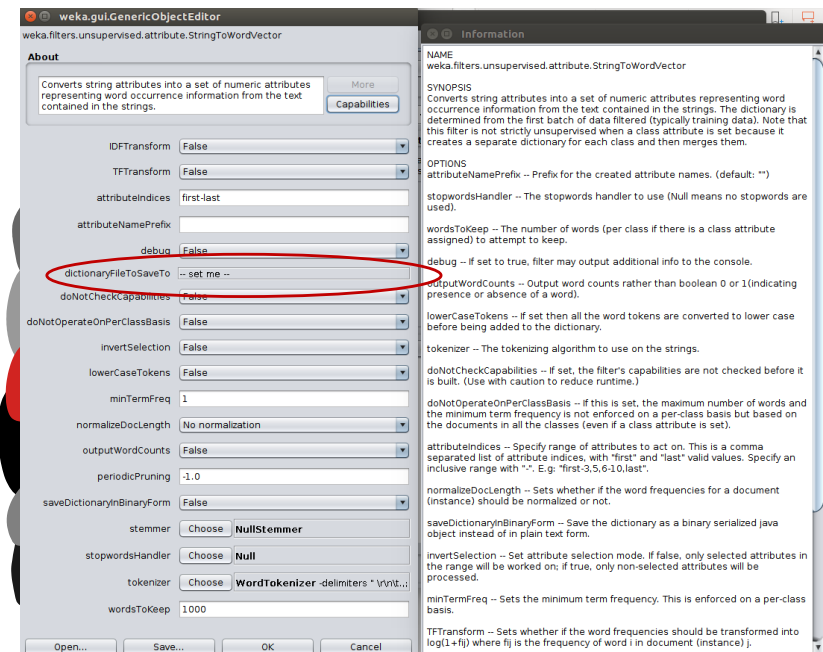 weka.gui.GenericObjectEditor
weka.filters.unsupervised.attribute.StringToWordVector
About
Converts string attributes into a set of numeric attributes
representing word occurrence information from the text
contained in the strings.
More
Capabilities
IDFTransform False
TFTransform False
attributeIndices first-last
attributeNamePrefix
debug False
dictionaryFileToSaveTo -- set me --
doNotCheckCapabilities False
doNotOperateOnPerClassBasis False
invertSelection False
lowerCaseTokens False
minTermFreq 1
normalizeDocLength No normalization
outputWordCounts False
periodicPruning -1.0
saveDictionaryInBinaryForm False
stemmer Choose NullStemmer
stopwordsHandler Choose Null
tokenizer Choose WordTokenizer -delimiters " \r\n\t.,;
wordsToKeep 1000
Open... Save... OK Cancel
Information
NAME
weka.filters.unsupervised.attribute.StringToWordVector
SYNOPSIS
Converts string attributes into a set of numeric attributes representing word
occurrence information from the text contained in the strings. The dictionary is
determined from the first batch of data filtered (typically training data). Note that
this filter is not strictly unsupervised when a class attribute is set because it
creates a separate dictionary for each class and then merges them.
OPTIONS
attributeNamePrefix -- Prefix for the created attribute names. (default: "")
stopwordsHandler -- The stopwords handler to use (Null means no stopwords are
used).
wordsToKeep -- The number of words (per class if there is a class attribute
assigned) to attempt to keep.
debug -- If set to true, filter may output additional info to the console.
outputWordCounts -- Output word counts rather than boolean 0 or 1(indicating
presence or absence of a word).
lowerCaseTokens -- If set then all the word tokens are converted to lower case
before being added to the dictionary.
tokenizer -- The tokenizing algorithm to use on the strings.
doNotCheckCapabilities -- If set, the filter's capabilities are not checked before it
is built. (Use with caution to reduce runtime.)
doNotOperateOnPerClassBasis -- If this is set, the maximum number of words and
the minimum term frequency is not enforced on a per-class basis but based on
the documents in all the classes (even if a class attribute is set).
attributeIndices -- Specify range of attributes to act on. This is a comma
separated list of attribute indices, with "first" and "last" valid values. Specify an
inclusive range with "-". E.g: "first-3,5,6-10,last".
normalizeDocLength -- Sets whether if the word frequencies for a document
(instance) should be normalized or not.
saveDictionaryInBinaryForm -- Save the dictionary as a binary serialized java
object instead of in plain text form.
invertSelection -- Set attribute selection mode. If false, only selected attributes in
the range will be worked on; if true, only non-selected attributes will be
processed.
minTermFreq -- Sets the minimum term frequency. This is enforced on a per-class
basis.
TFTransform -- Sets whether if the word frequencies should be transformed into
log(1+fij) where fij is the frequency of word i in document (instance) j.